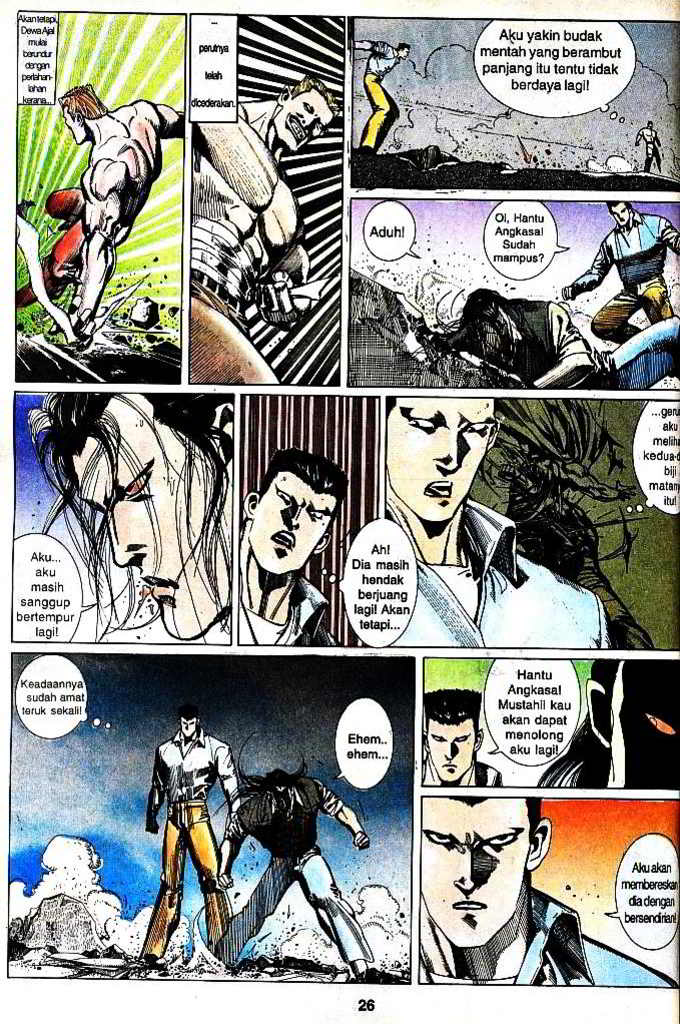 Akan tetapi,
Dewa Ajal
mulai
berundur
dengan
perlahan-
lahan
kerana...
...
perutnya
telah
dicederakan.
Aku yakin budak
mentah yang berambut
panjang itu tentu tidak
berdaya lagi!
Aduh!
Oi, Hantu
Angkasa!
Sudah
mampus?
Aku...
aku
masih
sanggup
bertempur
lagi!
Ah!
Dia masih
hendak
berjuang
lagi! Akan
tetapi...
aku
kedua-
biji
itu!
Keadaannya
sudah amat
teruk sekali!
Ehem..
ehem...
Hantu
Angkasa!
Mustahil kau
akan dapat
menolong
aku lagi!
Aku akan
membereskan
dia dengan
bersendirian!
26